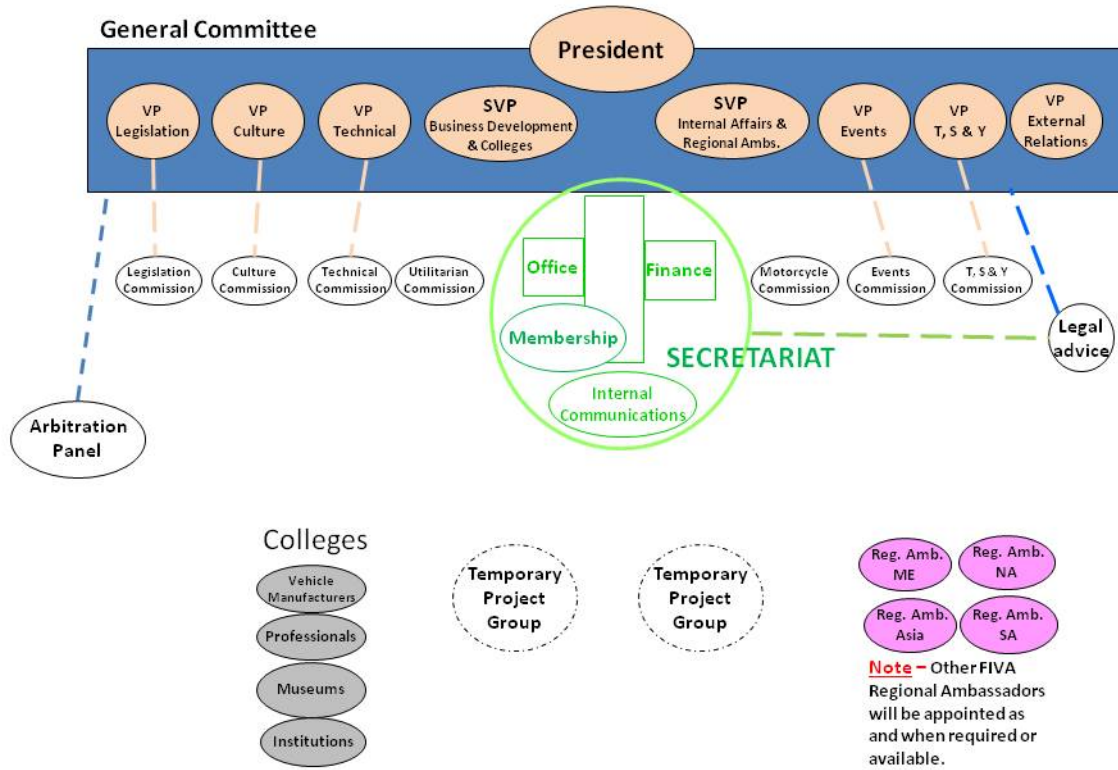 General Committee
President
VP
Legislation
VP
Culture
VP
Technical
SVP
Business Development
& Colleges
SVP
Internal Affairs &
Regional Ambs.
VP
Events
VP
T, S & Y
VP
External
Relations
Legislation
Commission
Culture
Commission
Technical
Commission
Utilitarian
Commission
Office
Finance
Motorcycle
Commission
Events
Commission
T, S & Y
Commission
Membership
SECRETARIAT
Legal
advice
Internal
Communications
Arbitration
Panel
Colleges
Vehicle
Manufacturers
Professionals
Museums
Institutions
Temporary
Project
Group
Temporary
Project
Group
Reg. Amb.
ME
Reg. Amb.
NA
Reg. Amb.
Asia
Reg. Amb.
SA
Note – Other FIVA
Regional Ambassadors
will be appointed as
and when required or
available.